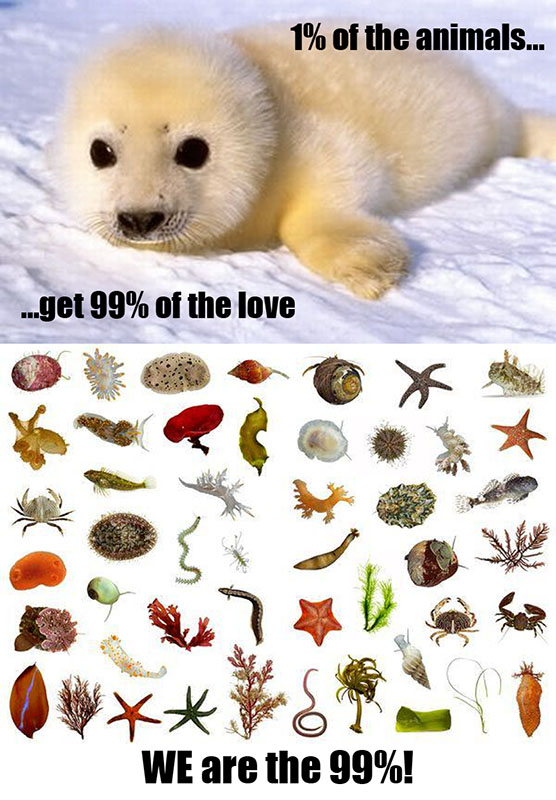 1% of the animals...
...get 99% of the love
WE are the 99%!